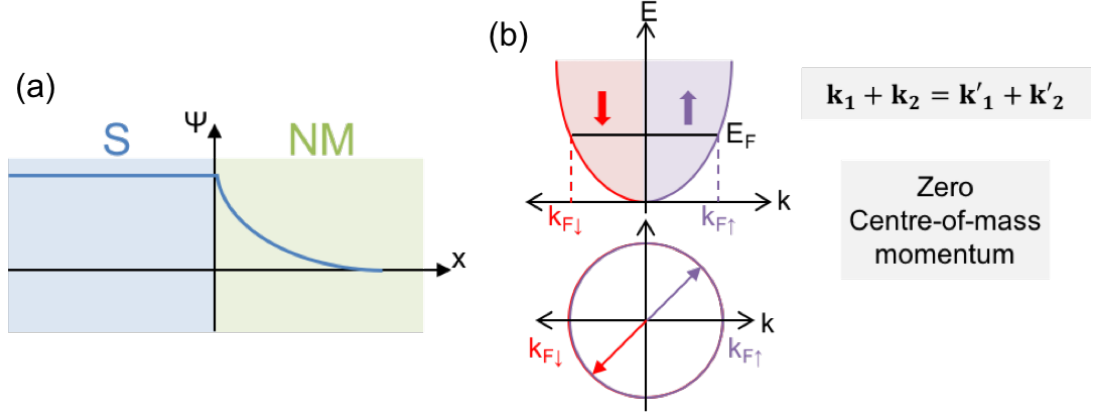 (a)
S
Ψ
NM
x
(b)
E
E_F
k_F↓
k_F↑
k
k_F↓
k_F↑
k
𝐤₁ + 𝐤₂ = 𝐤′₁ + 𝐤′₂
Zero
Centre-of-mass
momentum